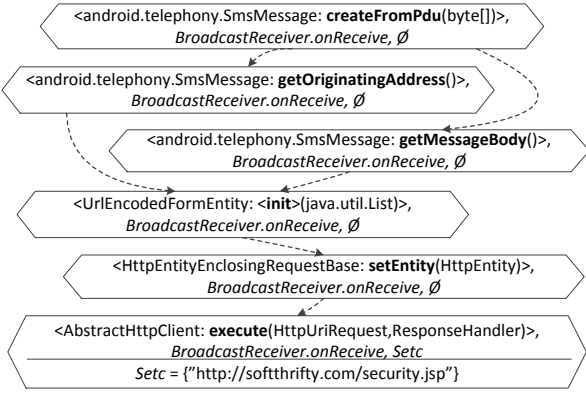 <android.telephony.SmsMessage: createFromPdu(byte[])>,
BroadcastReceiver.onReceive, Ø
<android.telephony.SmsMessage: getOriginatingAddress()>,
BroadcastReceiver.onReceive, Ø
<android.telephony.SmsMessage: getMessageBody()>,
BroadcastReceiver.onReceive, Ø
<UrlEncodedFormEntity: <init>(java.util.List)>,
BroadcastReceiver.onReceive, Ø
<HttpEntityEnclosingRequestBase: setEntity(HttpEntity)>,
BroadcastReceiver.onReceive, Ø
<AbstractHttpClient: execute(HttpUriRequest,ResponseHandler)>,
BroadcastReceiver.onReceive, Setc
Setc = {”http://softthrifty.com/security.jsp”}